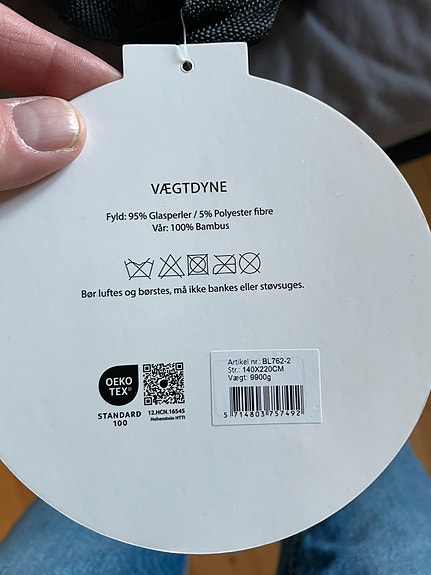 VÆGTDYNE
Fyld: 95% Glasperler / 5% Polyester fibre
Vår: 100% Bambus
Bør luftes og børstes, må ikke bankes eller støvsuges.
OEKO
TEX®
STANDARD
100
12.HCN.16545
Hohenstein HTTI
Artikel nr.: BL762-2
Str.: 140X220CM
Vægt: 9900g
5 714803 757492